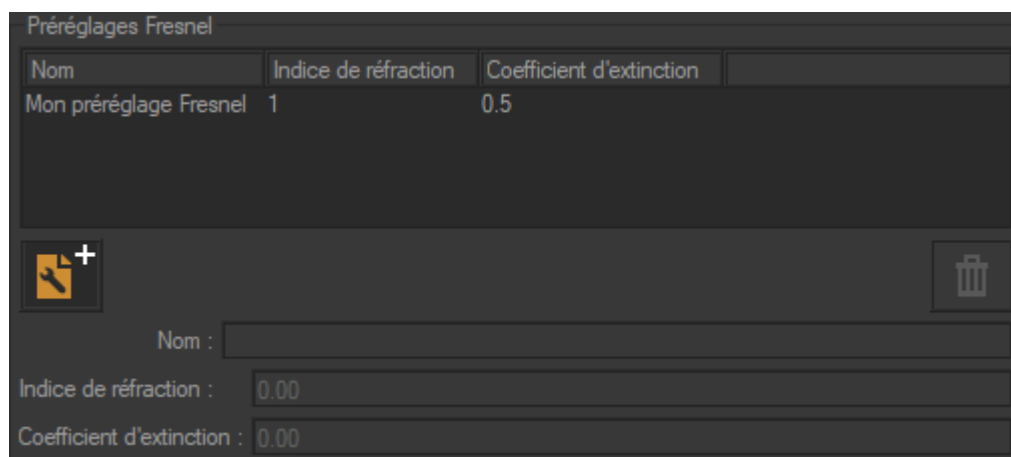 Préréglages Fresnel
Nom Indice de réfraction Coefficient d'extinction
Mon préréglage Fresnel 1 0.5
Nom :
Indice de réfraction : 0.00
Coefficient d'extinction : 0.00